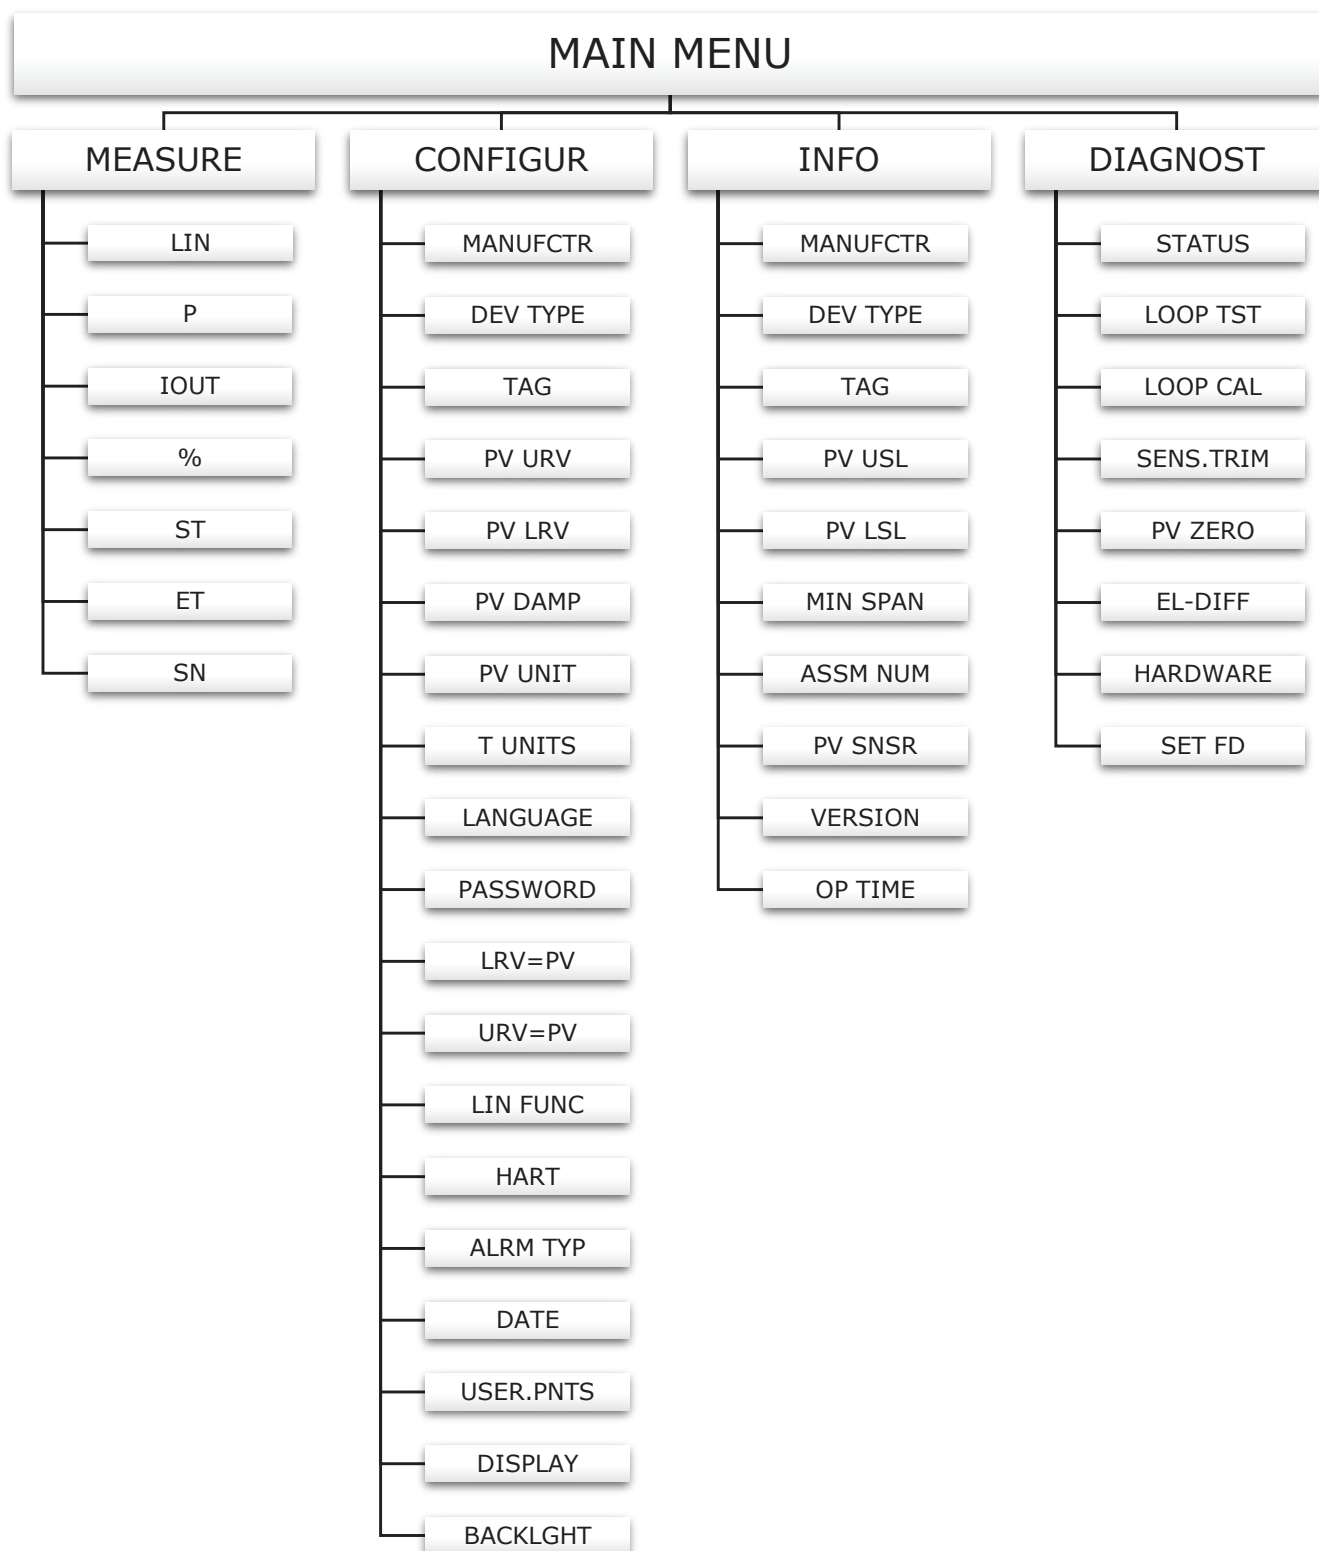 MAIN MENU
MEASURE
LIN
P
IOUT
%
ST
ET
SN
CONFIGUR
MANUFCTR
DEV TYPE
TAG
PV URV
PV LRV
PV DAMP
PV UNIT
T UNITS
LANGUAGE
PASSWORD
LRV=PV
URV=PV
LIN FUNC
HART
ALRM TYP
DATE
USER.PNTS
DISPLAY
BACKLGHT
INFO
MANUFCTR
DEV TYPE
TAG
PV USL
PV LSL
MIN SPAN
ASSM NUM
PV SNSR
VERSION
OP TIME
DIAGNOST
STATUS
LOOP TST
LOOP CAL
SENS.TRIM
PV ZERO
EL-DIFF
HARDWARE
SET FD